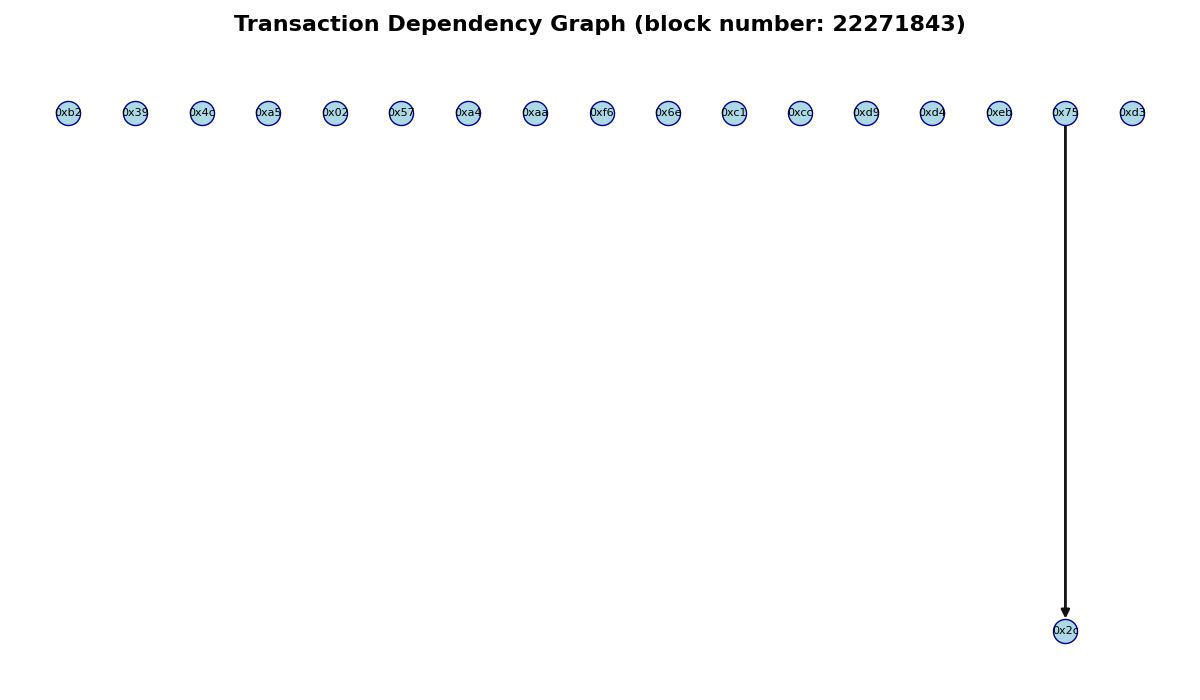 Transaction Dependency Graph (block number: 22271843)
0xb2 0x39 0x4c 0xa5 0x02 0x57 0xa4 0xaa 0xf6 0x6e 0xc1 0xcc 0xd9 0xd4 0xeb 0x75 0xd3
0x2c